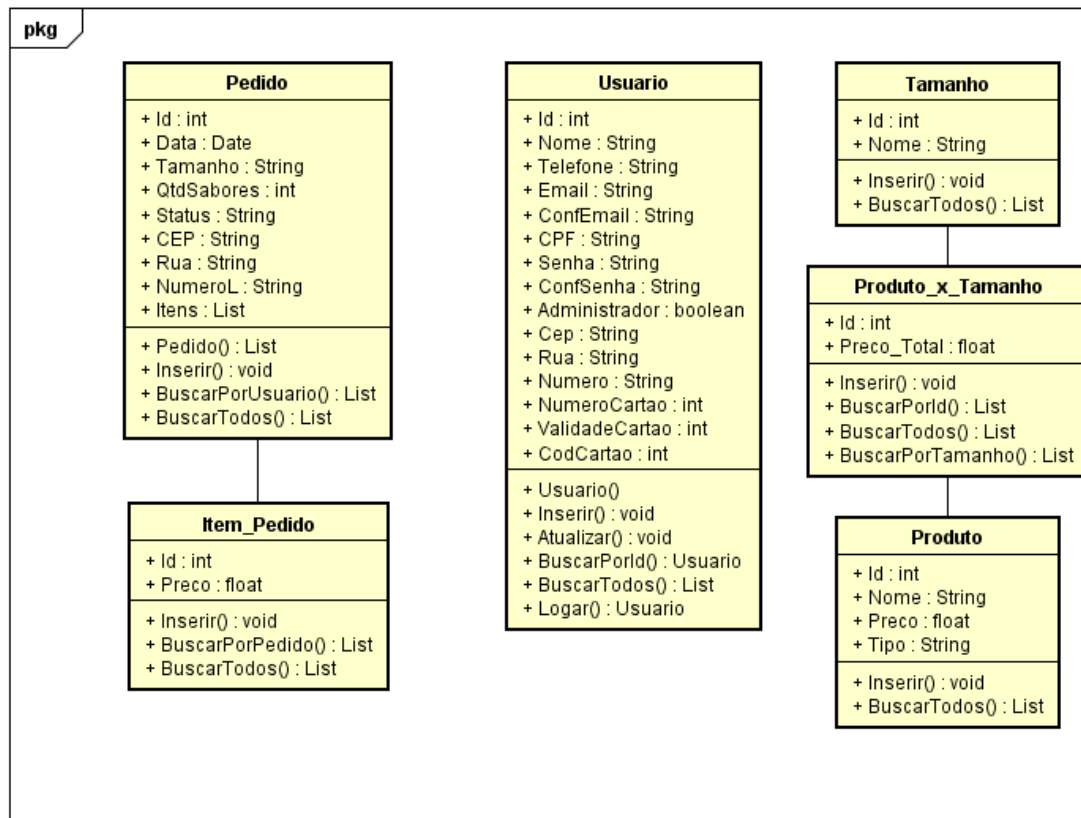 pkg
Pedido
+ Id : int
+ Data : Date
+ Tamanho : String
+ QtdSabores : int
+ Status : String
+ CEP : String
+ Rua : String
+ NumeroL : String
+ Itens : List
+ Pedido() : List
+ Inserir() : void
+ BuscarPorUsuario() : List
+ BuscarTodos() : List
Item_Pedido
+ Id : int
+ Preco : float
+ Inserir() : void
+ BuscarPorPedido() : List
+ BuscarTodos() : List
Usuario
+ Id : int
+ Nome : String
+ Telefone : String
+ Email : String
+ ConfEmail : String
+ CPF : String
+ Senha : String
+ ConfSenha : String
+ Administrador : boolean
+ Cep : String
+ Rua : String
+ Numero : String
+ NumeroCartao : int
+ ValidadeCartao : int
+ CodCartao : int
+ Usuario()
+ Inserir() : void
+ Atualizar() : void
+ BuscarPorId() : Usuario
+ BuscarTodos() : List
+ Logar() : Usuario
Tamanho
+ Id : int
+ Nome : String
+ Inserir() : void
+ BuscarTodos() : List
Produto_x_Tamanho
+ Id : int
+ Preco_Total : float
+ Inserir() : void
+ BuscarPorId() : List
+ BuscarTodos() : List
+ BuscarPorTamanho() : List
Produto
+ Id : int
+ Nome : String
+ Preco : float
+ Tipo : String
+ Inserir() : void
+ BuscarTodos() : List